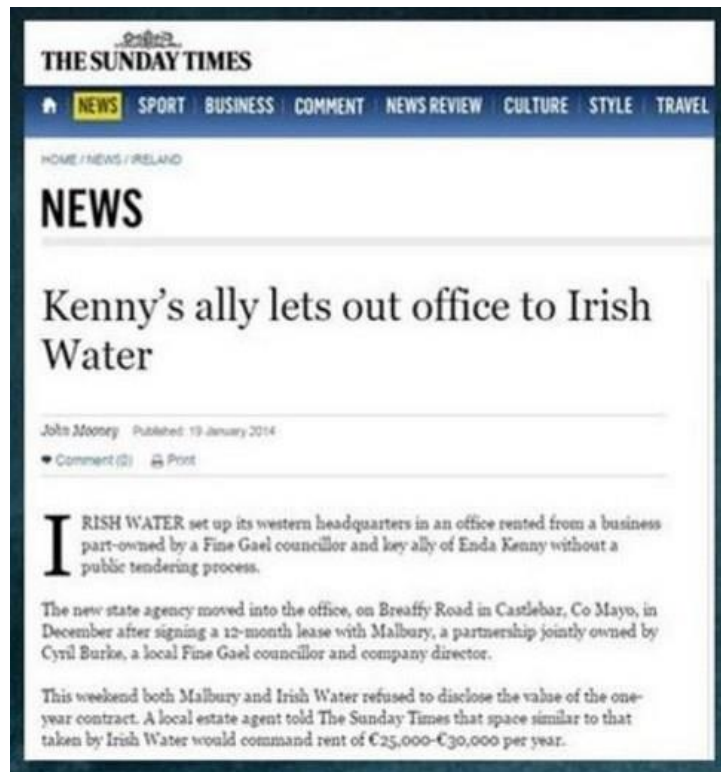 THE SUNDAY TIMES
NEWS SPORT BUSINESS COMMENT NEWS REVIEW CULTURE STYLE TRAVEL
HOME / NEWS / IRELAND
NEWS
Kenny's ally lets out office to Irish
Water
John Mooney Published: 19 January 2014
Comment (0) Print
IRISH WATER set up its western headquarters in an office rented from a business
part-owned by a Fine Gael councillor and key ally of Enda Kenny without a
public tendering process.
The new state agency moved into the office, on Breaffy Road in Castlebar, Co Mayo, in
December after signing a 12-month lease with Malbury, a partnership jointly owned by
Cyril Burke, a local Fine Gael councillor and company director.
This weekend both Malbury and Irish Water refused to disclose the value of the one-
year contract. A local estate agent told The Sunday Times that space similar to that
taken by Irish Water would command rent of €25,000-€30,000 per year.